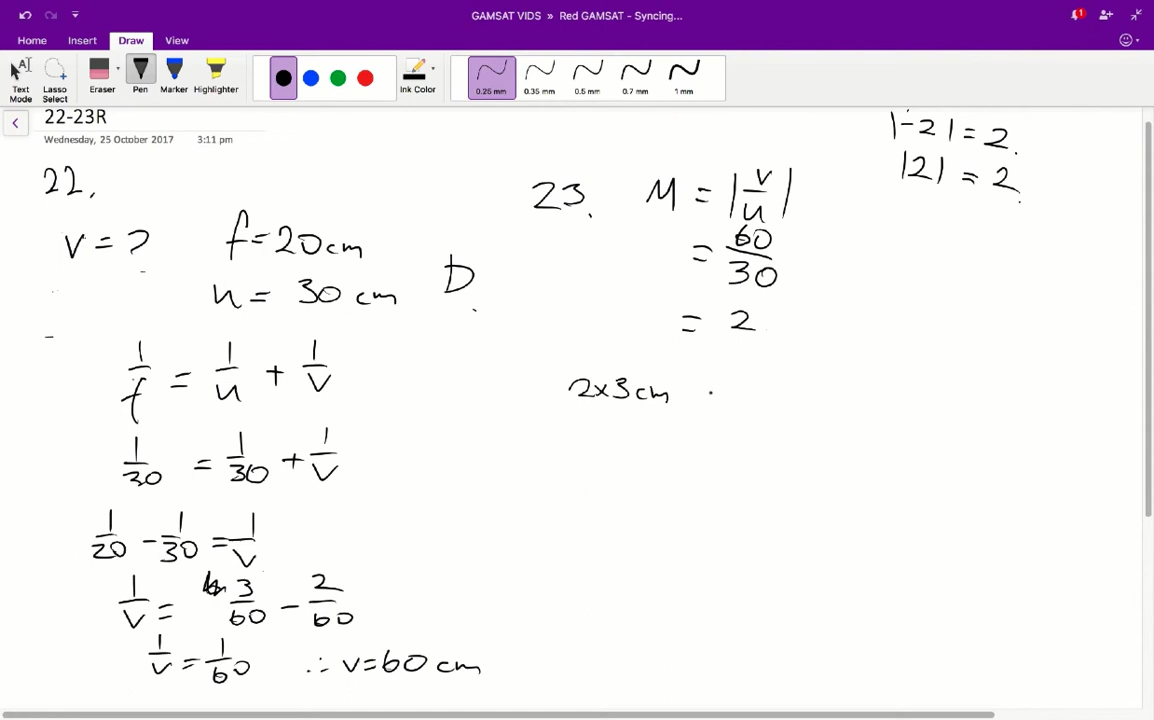 GAMSAT VIDS » Red GAMSAT - Syncing...
1
Home Insert Draw View
Text Mode
Lasso Select
Eraser
Pen
Marker
Highlighter
Ink Color
0.25 mm
0.35 mm
0.5 mm
0.7 mm
1 mm
22-23R
Wednesday, 25 October 2017 3:11 pm
|-2| = 2.
|2| = 2.
22.
v = ? f = 20cm
u = 30 cm D.
1/f = 1/u + 1/v
1/20 = 1/30 + 1/v
1/20 - 1/30 = 1/v
1/v = 3/60 - 2/60
1/v = 1/60 ∴ v = 60 cm
23. M = |v/u|
= 60/30
= 2
2x3cm